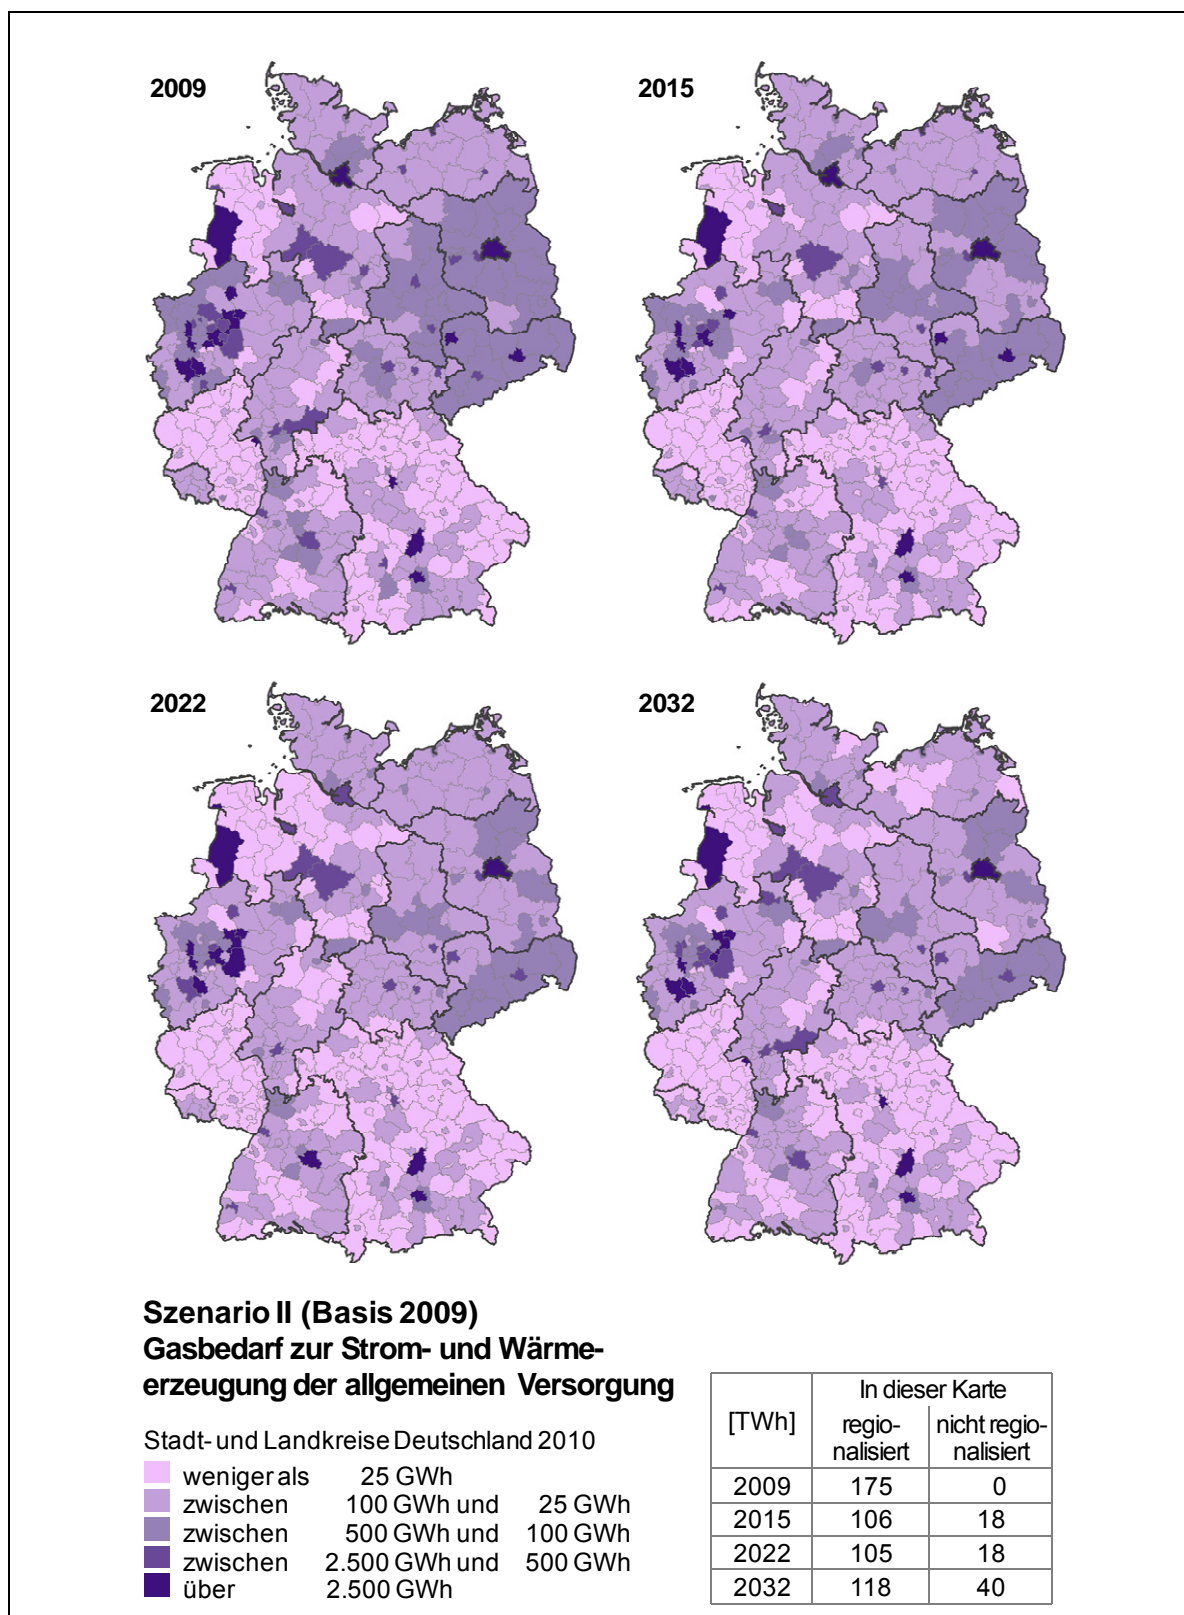 2009
2015
2022
2032
Szenario II (Basis 2009)
Gasbedarf zur Strom- und Wärme-
erzeugung der allgemeinen Versorgung
Stadt- und Landkreise Deutschland 2010
weniger als 25 GWh
zwischen 100 GWh und 25 GWh
zwischen 500 GWh und 100 GWh
zwischen 2.500 GWh und 500 GWh
über 2.500 GWh
[TWh] In dieser Karte
regio- nicht regio-
nalisiert nalisiert
2009 175 0
2015 106 18
2022 105 18
2032 118 40